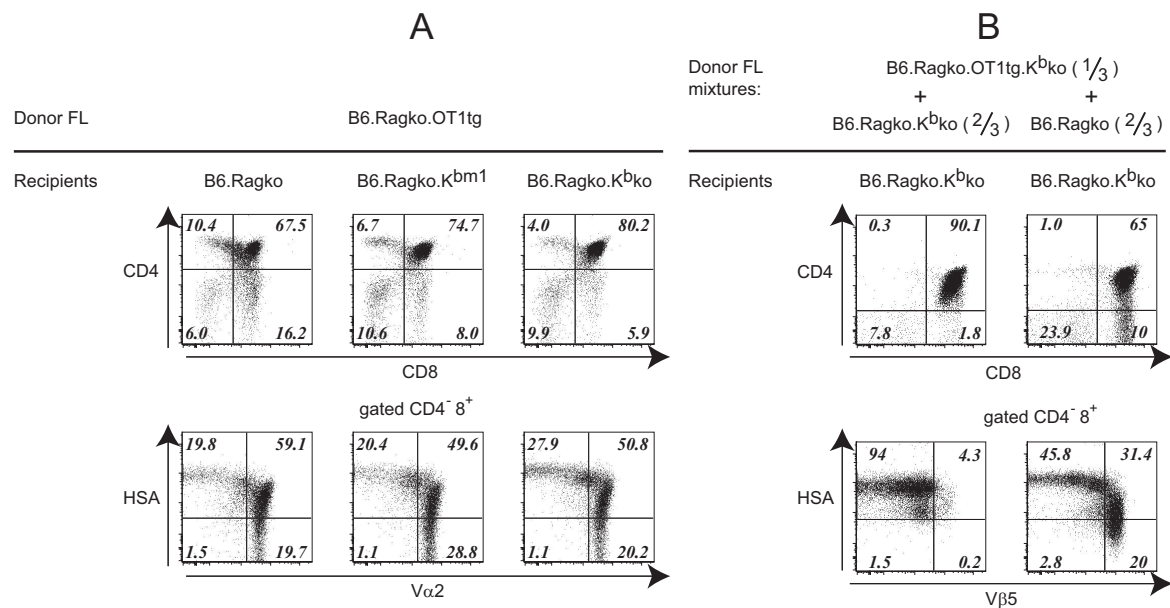 A
B
Donor FL
B6.Ragko.OT1tg
Donor FL mixtures:
B6.Ragko.OT1tg.Kbko ( 1/3 )
+ +
B6.Ragko.Kbko ( 2/3 ) B6.Ragko ( 2/3 )
Recipients B6.Ragko B6.Ragko.Kbm1 B6.Ragko.Kbko
Recipients B6.Ragko.Kbko B6.Ragko.Kbko
CD4
10.4 67.5
6.0 16.2
6.7 74.7
10.6 8.0
4.0 80.2
9.9 5.9
CD8
CD4
0.3 90.1
7.8 1.8
1.0 65
23.9 10
CD8
gated CD4- 8+
HSA
19.8 59.1
1.5 19.7
20.4 49.6
1.1 28.8
27.9 50.8
1.1 20.2
Vα2
gated CD4- 8+
HSA
94 4.3
1.5 0.2
45.8 31.4
2.8 20
Vβ5